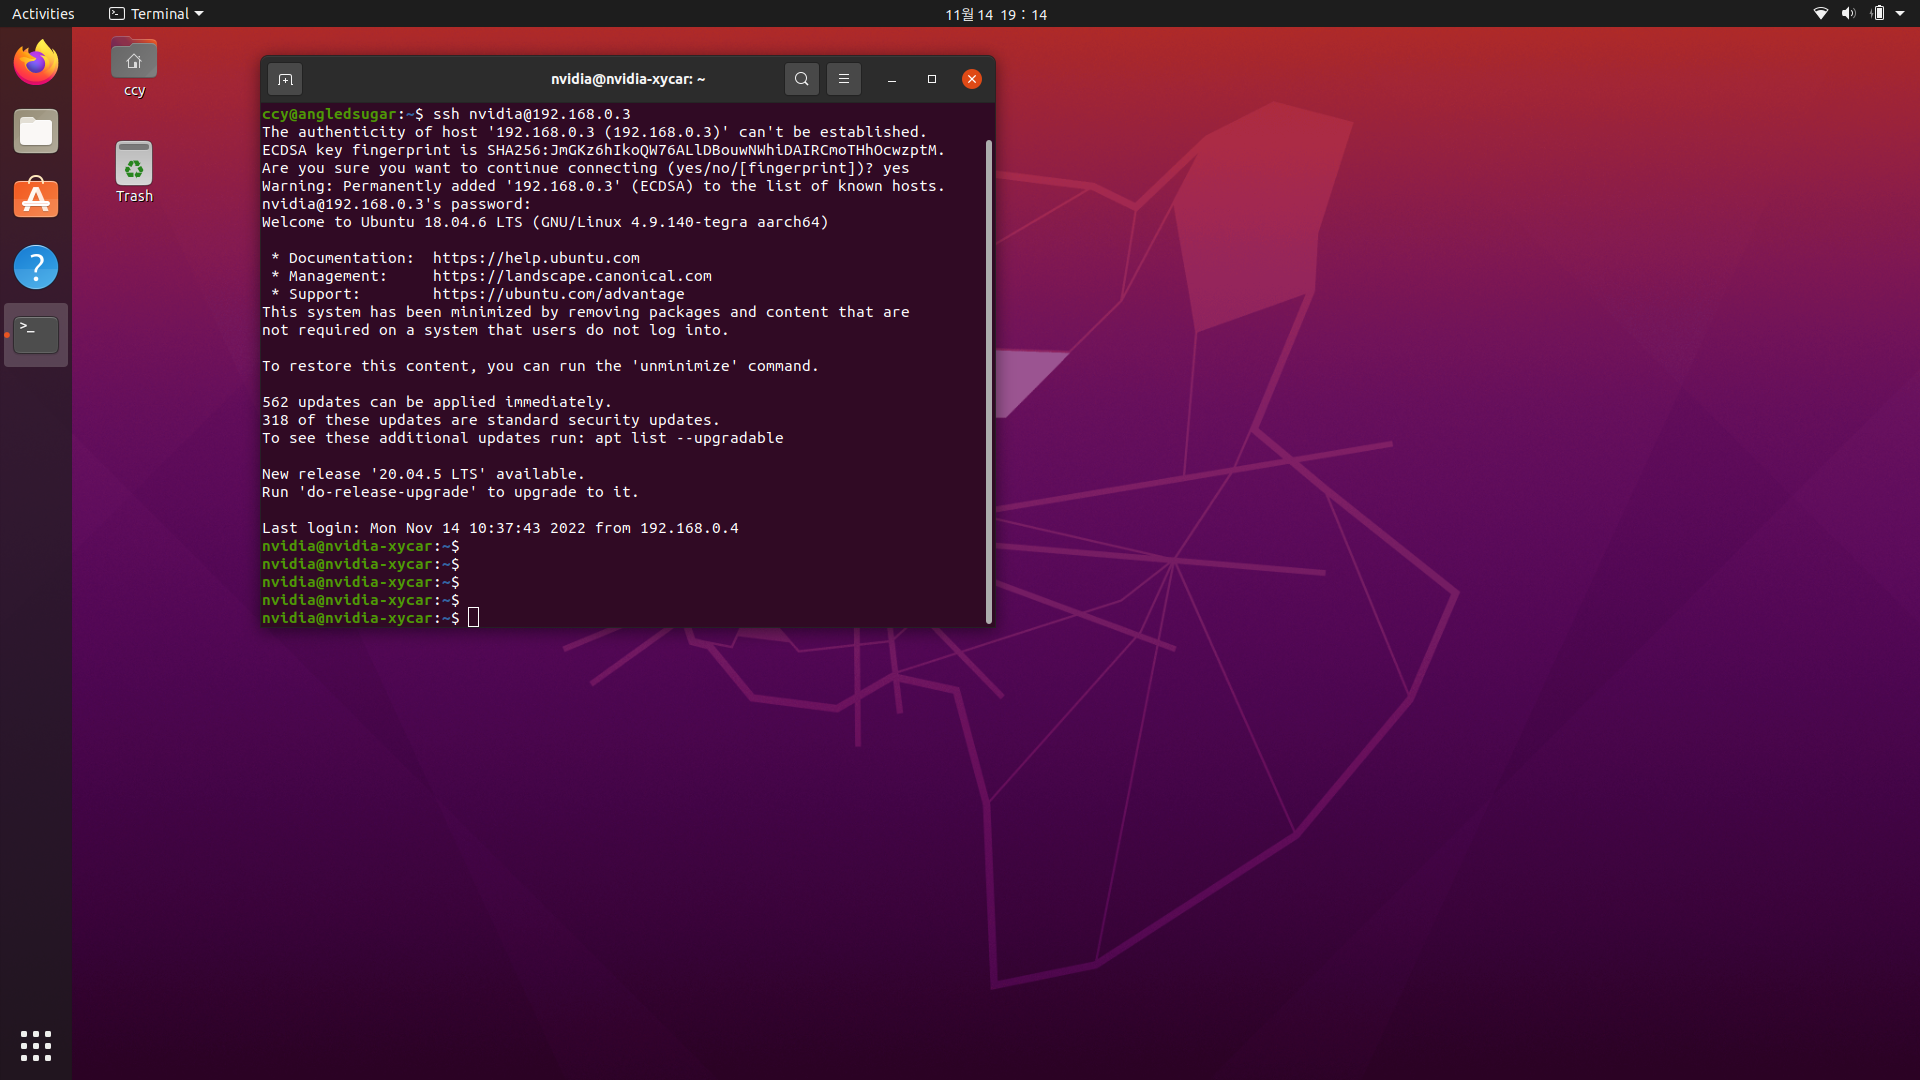 Activities Terminal 11월 14 19 : 14
ccy
Trash
nvidia@nvidia-xycar: ~
ccy@angledsugar:~$ ssh nvidia@192.168.0.3
The authenticity of host '192.168.0.3 (192.168.0.3)' can't be established.
ECDSA key fingerprint is SHA256:JmGKz6hIkoQW76ALlDBouwNWhiDAIRCmoTHhOcwzptM.
Are you sure you want to continue connecting (yes/no/[fingerprint])? yes
Warning: Permanently added '192.168.0.3' (ECDSA) to the list of known hosts.
nvidia@192.168.0.3's password:
Welcome to Ubuntu 18.04.6 LTS (GNU/Linux 4.9.140-tegra aarch64)
* Documentation: https://help.ubuntu.com
* Management: https://landscape.canonical.com
* Support: https://ubuntu.com/advantage
This system has been minimized by removing packages and content that are
not required on a system that users do not log into.
To restore this content, you can run the 'unminimize' command.
562 updates can be applied immediately.
318 of these updates are standard security updates.
To see these additional updates run: apt list --upgradable
New release '20.04.5 LTS' available.
Run 'do-release-upgrade' to upgrade to it.
Last login: Mon Nov 14 10:37:43 2022 from 192.168.0.4
nvidia@nvidia-xycar:~$
nvidia@nvidia-xycar:~$
nvidia@nvidia-xycar:~$
nvidia@nvidia-xycar:~$
nvidia@nvidia-xycar:~$